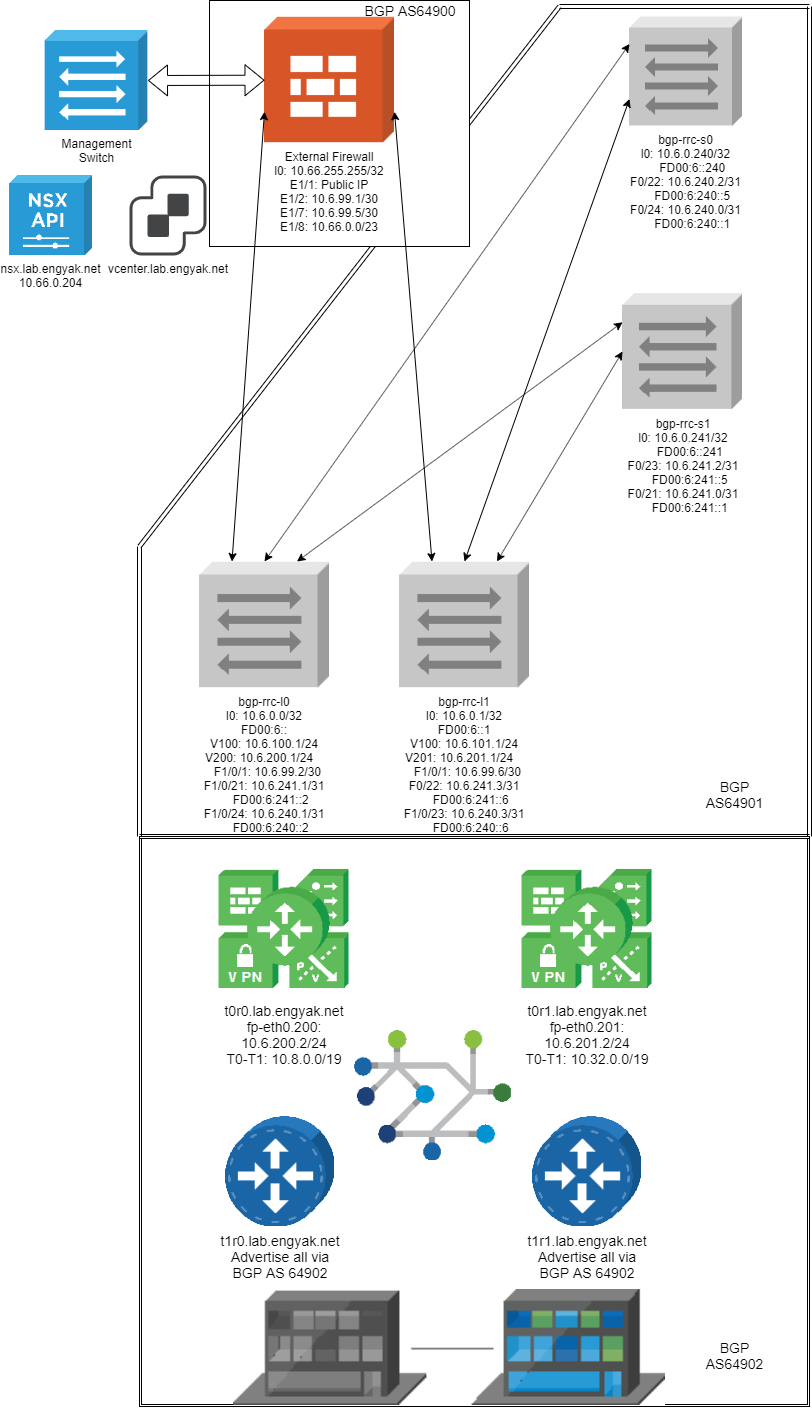 BGP AS64900
Management
Switch
External Firewall
l0: 10.66.255.255/32
E1/1: Public IP
E1/2: 10.6.99.1/30
E1/7: 10.6.99.5/30
E1/8: 10.66.0.0/23
bgp-rrc-s0
l0: 10.6.0.240/32
FD00:6::240
F0/22: 10.6.240.2/31
FD00:6:240::5
F0/24: 10.6.240.0/31
FD00:6:240::1
NSX
API
nsx.lab.engyak.net
10.66.0.204
vcenter.lab.engyak.net
bgp-rrc-s1
l0: 10.6.0.241/32
FD00:6::241
F0/23: 10.6.241.2/31
FD00:6:241::5
F0/21: 10.6.241.0/31
FD00:6:241::1
bgp-rrc-l0
l0: 10.6.0.0/32
FD00:6::
V100: 10.6.100.1/24
V200: 10.6.200.1/24
F1/0/1: 10.6.99.2/30
F1/0/21: 10.6.241.1/31
FD00:6:241::2
F1/0/24: 10.6.240.1/31
FD00:6:240::2
bgp-rrc-l1
l0: 10.6.0.1/32
FD00:6::1
V100: 10.6.101.1/24
V201: 10.6.201.1/24
F1/0/1: 10.6.99.6/30
F0/22: 10.6.241.3/31
FD00:6:241::6
F1/0/23: 10.6.240.3/31
FD00:6:240::6
BGP
AS64901
VPN
P
V
t0r0.lab.engyak.net
fp-eth0.200:
10.6.200.2/24
T0-T1: 10.8.0.0/19
VPN
P
V
t0r1.lab.engyak.net
fp-eth0.201:
10.6.201.2/24
T0-T1: 10.32.0.0/19
t1r0.lab.engyak.net
Advertise all via
BGP AS 64902
t1r1.lab.engyak.net
Advertise all via
BGP AS 64902
BGP
AS64902